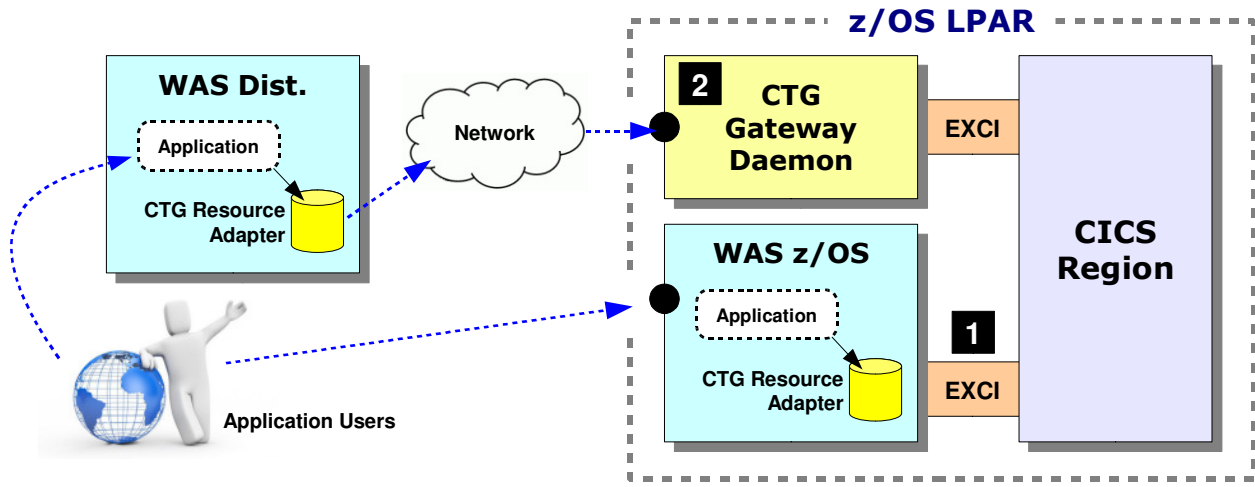 z/OS LPAR
WAS Dist.
Application
CTG Resource
Adapter
Network
2
CTG
Gateway
Daemon
EXCI
WAS z/OS
Application
CTG Resource
Adapter
1
EXCI
CICS
Region
Application Users